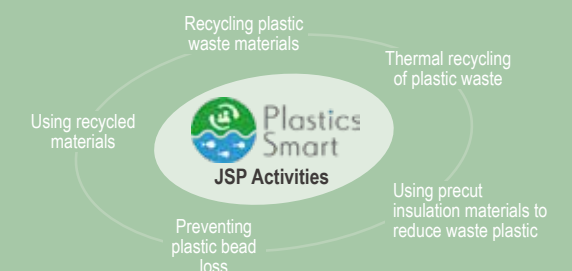 Recycling plastic
waste materials
Thermal recycling
of plastic waste
Using recycled
materials
Plastics
Smart
JSP Activities
Using precut
insulation materials to
reduce waste plastic
Preventing
plastic bead
loss